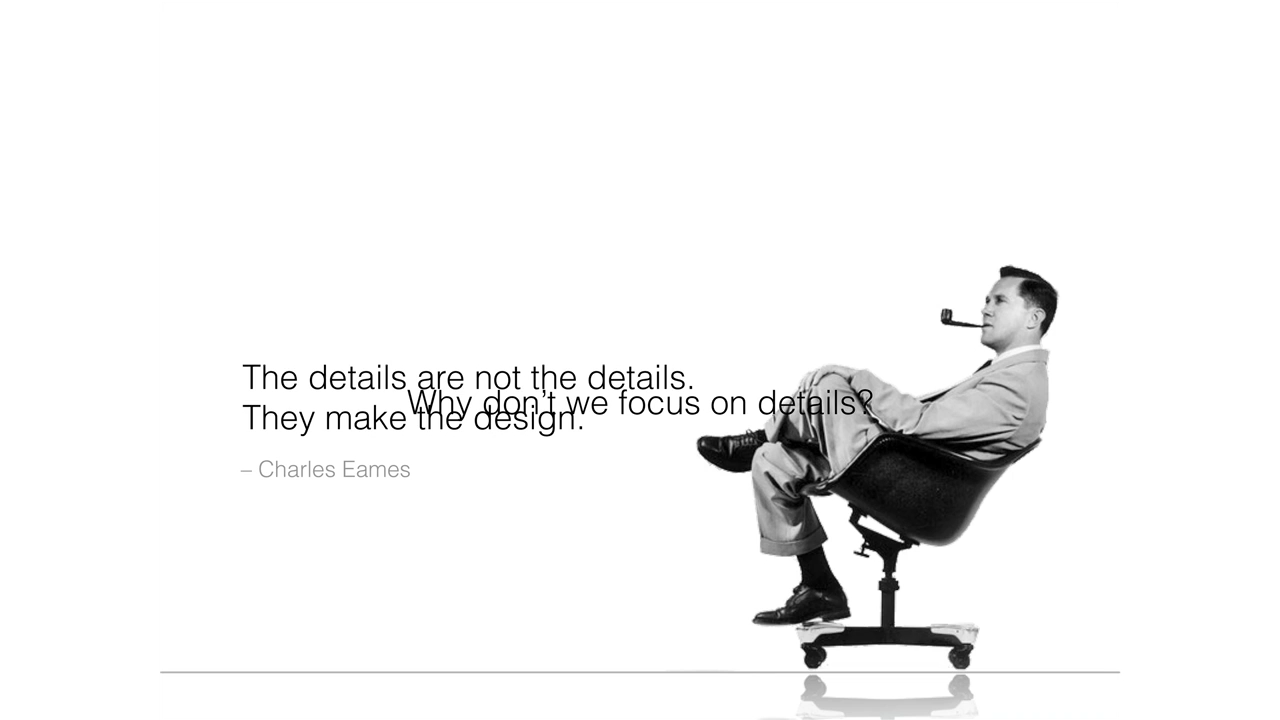 The details are not the details.
Why don't we focus on details?
They make the design.
– Charles Eames